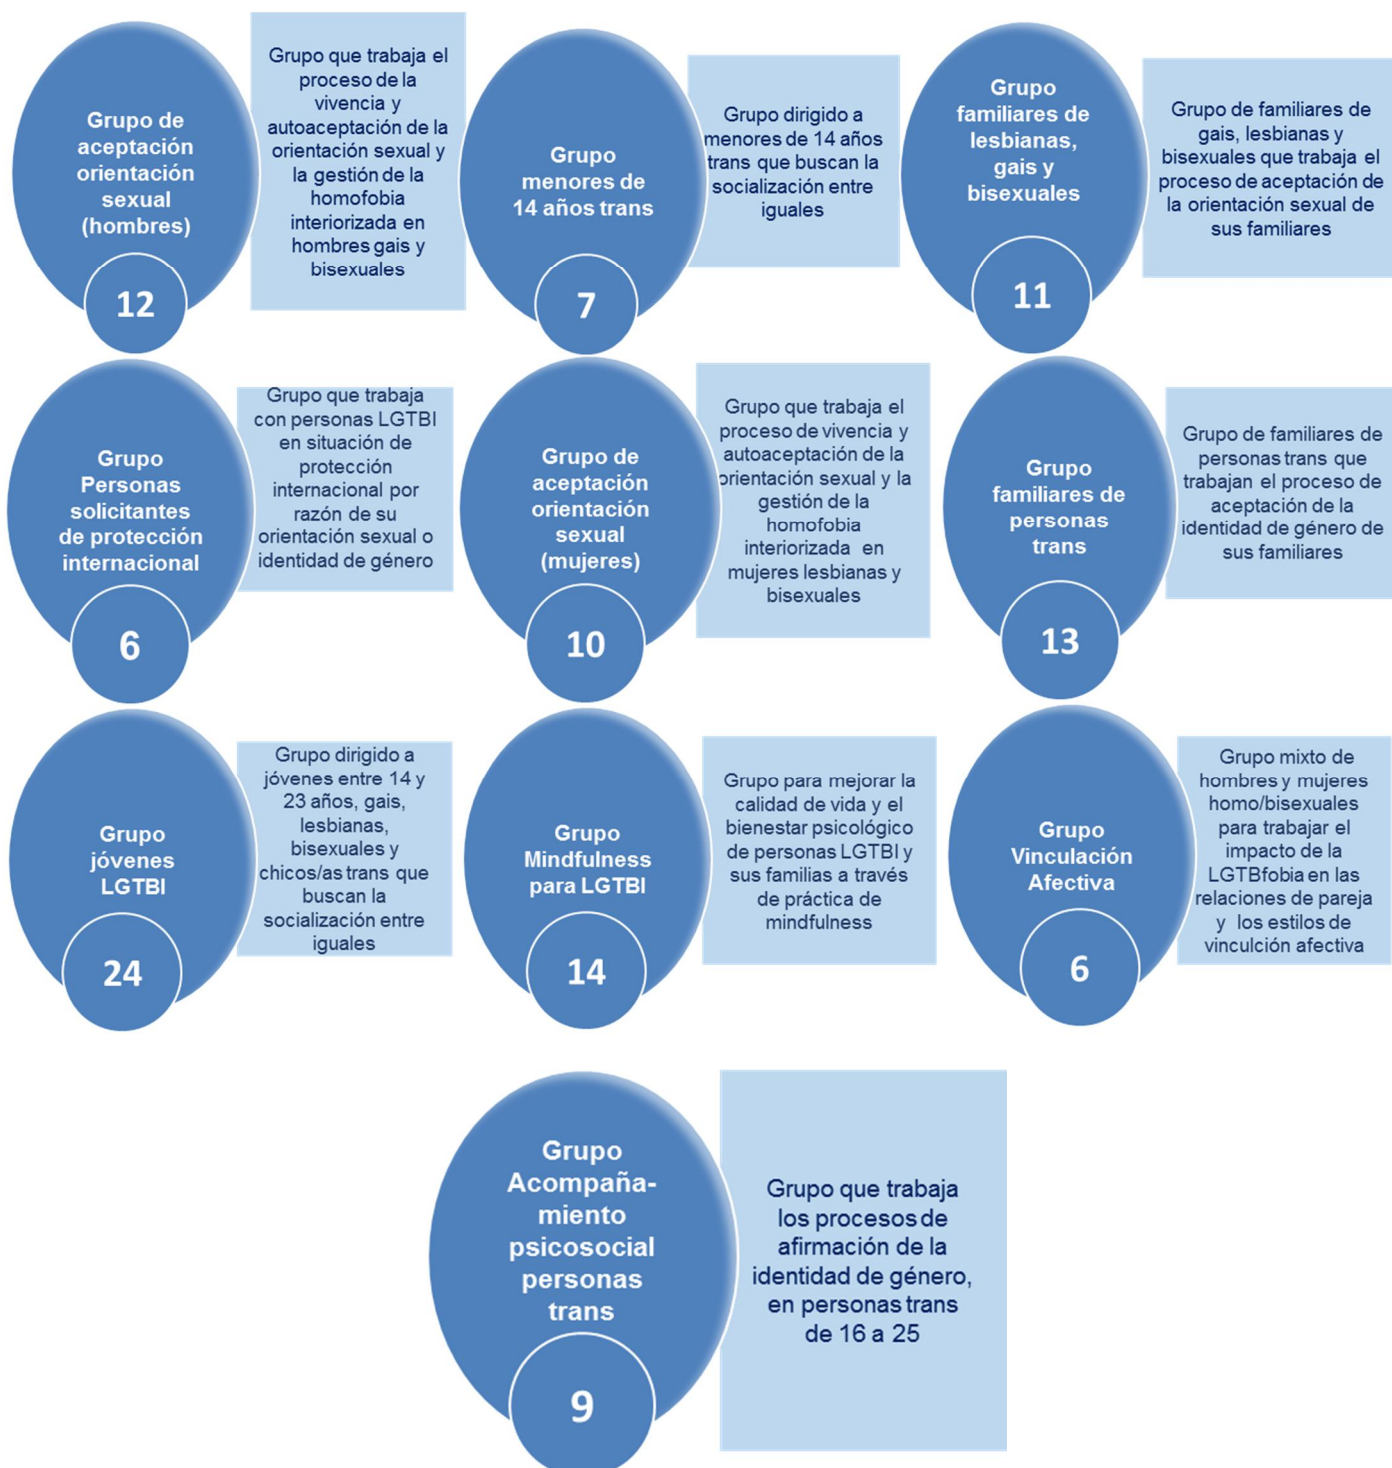 Grupo de
aceptación
orientación
sexual
(hombres)
12
Grupo que trabaja el
proceso de la
vivencia y
autoaceptación de la
orientación sexual y
la gestión de la
homofobia
interiorizada en
hombres gais y
bisexuales
Grupo
menores de
14 años trans
7
Grupo dirigido a
menores de 14 años
trans que buscan la
socialización entre
iguales
Grupo
familiares de
lesbianas,
gais y
bisexuales
11
Grupo de familiares de
gais, lesbianas y
bisexuales que trabaja el
proceso de aceptación de
la orientación sexual de
sus familiares
Grupo
Personas
solicitantes
de protección
internacional
6
Grupo que trabaja
con personas LGTBI
en situación de
protección
internacional por
razón de su
orientación sexual o
identidad de género
Grupo de
aceptación
orientación
sexual
(mujeres)
10
Grupo que trabaja el
proceso de vivencia y
autoaceptación de la
orientación sexual y la
gestión de la
homofobia
interiorizada en
mujeres lesbianas y
bisexuales
Grupo
familiares de
personas
trans
13
Grupo de familiares de
personas trans que
trabajan el proceso de
aceptación de la
identidad de género de
sus familiares
Grupo
jóvenes
LGTBI
24
Grupo dirigido a
jóvenes entre 14 y
23 años, gais,
lesbianas,
bisexuales y
chicos/as trans que
buscan la
socialización entre
iguales
Grupo
Mindfulness
para LGTBI
14
Grupo para mejorar la
calidad de vida y el
bienestar psicológico
de personas LGTBI y
sus familias a través
de práctica de
mindfulness
Grupo
Vinculación
Afectiva
6
Grupo mixto de
hombres y mujeres
homo/bisexuales
para trabajar el
impacto de la
LGTBfobia en las
relaciones de pareja
y los estilos de
vinculción afectiva
Grupo
Acompaña-
miento
psicosocial
personas
trans
9
Grupo que trabaja
los procesos de
afirmación de la
identidad de género,
en personas trans
de 16 a 25